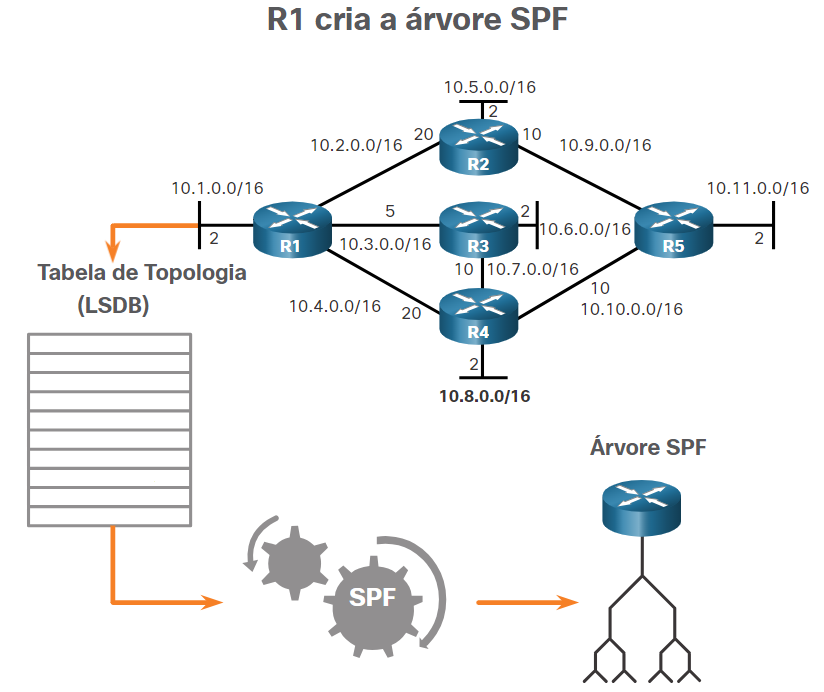 R1 cria a árvore SPF
10.5.0.0/16
2
10.2.0.0/16
20
10
10.9.0.0/16
R2
10.1.0.0/16
2
R1
5
10.3.0.0/16
R3
2
10.6.0.0/16
R5
10.11.0.0/16
2
10
10.7.0.0/16
10.4.0.0/16
20
R4
10
10.10.0.0/16
2
10.8.0.0/16
Tabela de Topologia
(LSDB)
SPF
Árvore SPF